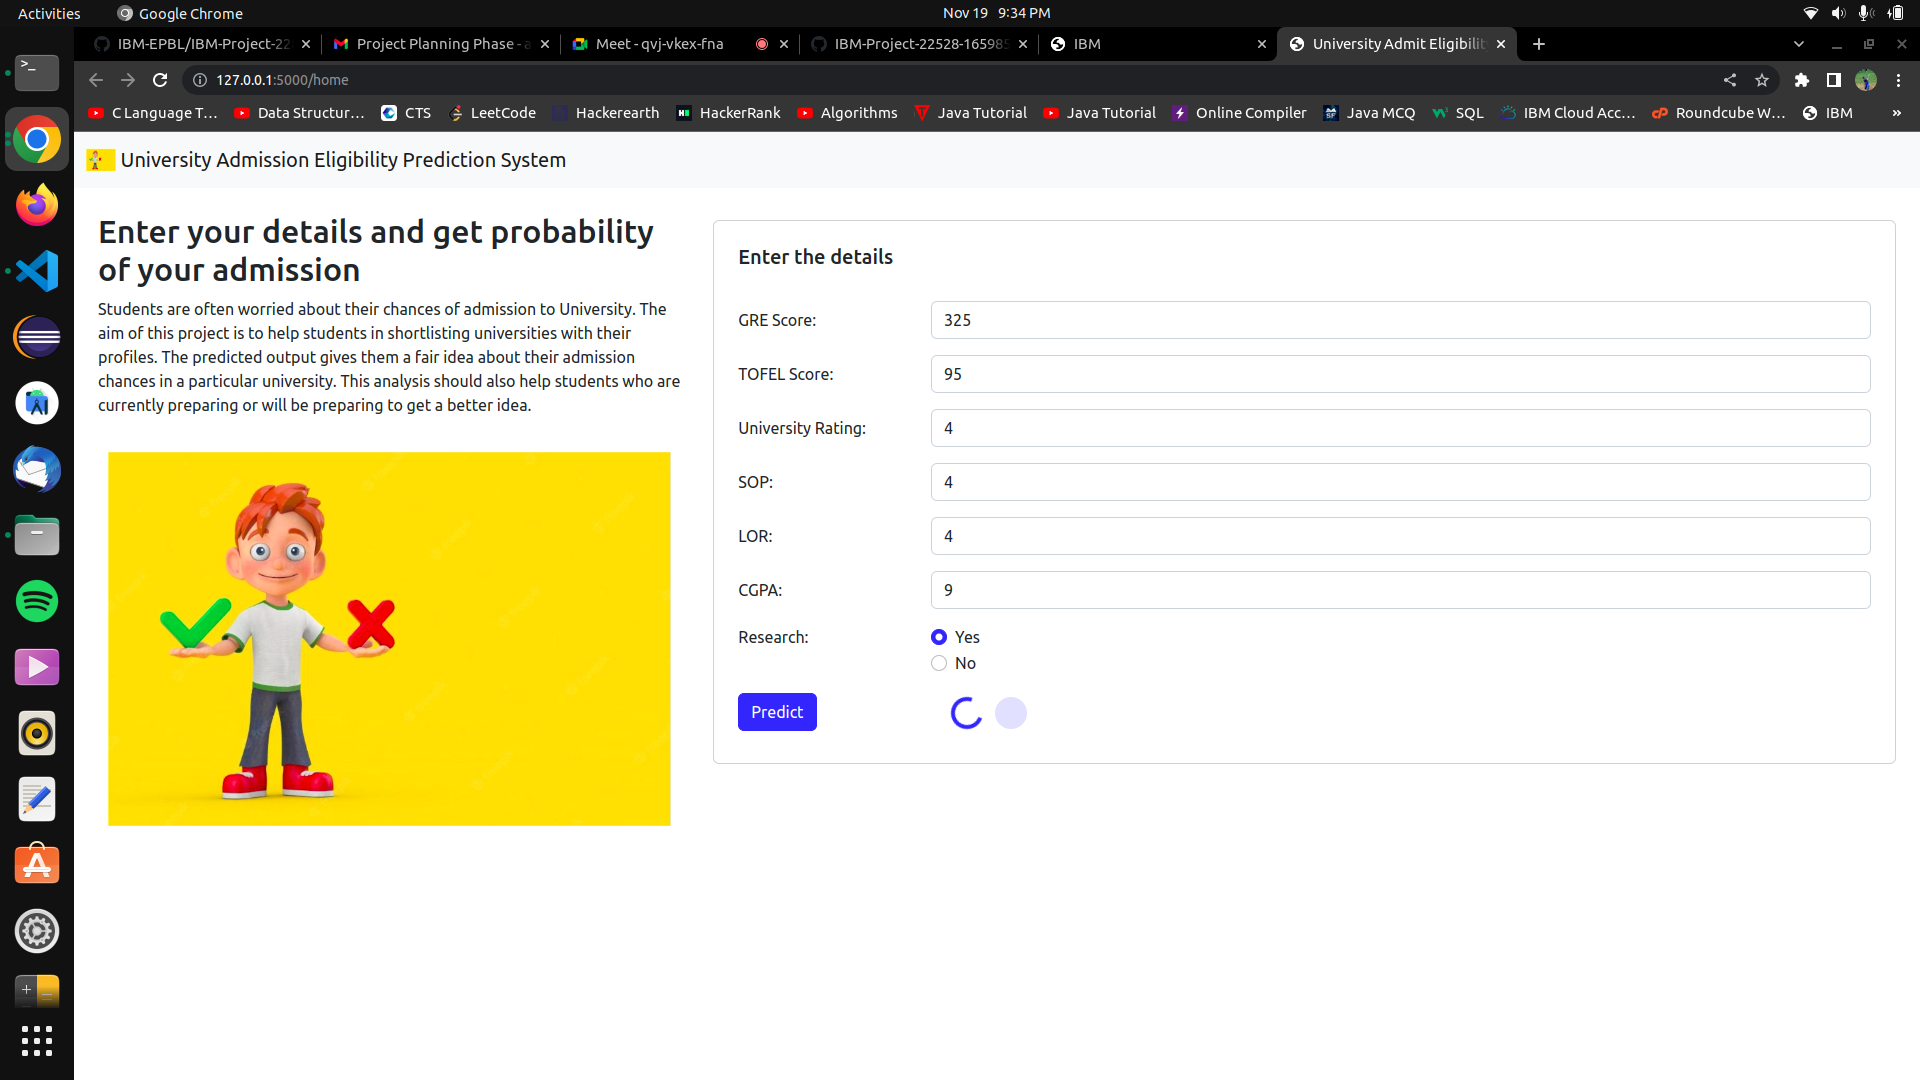 Activities
Google Chrome
Nov 19 9:34 PM
IBM-EPBL/IBM-Project-22
Project Planning Phase - a
Meet - qvj-vkex-fna
IBM-Project-22528-165985
IBM
University Admit Eligibilit
127.0.0.1:5000/home
C Language T...
Data Structur...
CTS
LeetCode
Hackerearth
HackerRank
Algorithms
Java Tutorial
Java Tutorial
Online Compiler
Java MCQ
SQL
IBM Cloud Acc...
Roundcube W...
IBM
»
University Admission Eligibility Prediction System
Enter your details and get probability
of your admission
Students are often worried about their chances of admission to University. The
aim of this project is to help students in shortlisting universities with their
profiles. The predicted output gives them a fair idea about their admission
chances in a particular university. This analysis should also help students who are
currently preparing or will be preparing to get a better idea.
Enter the details
GRE Score: 325
TOFEL Score: 95
University Rating: 4
SOP: 4
LOR: 4
CGPA: 9
Research: Yes
No
Predict